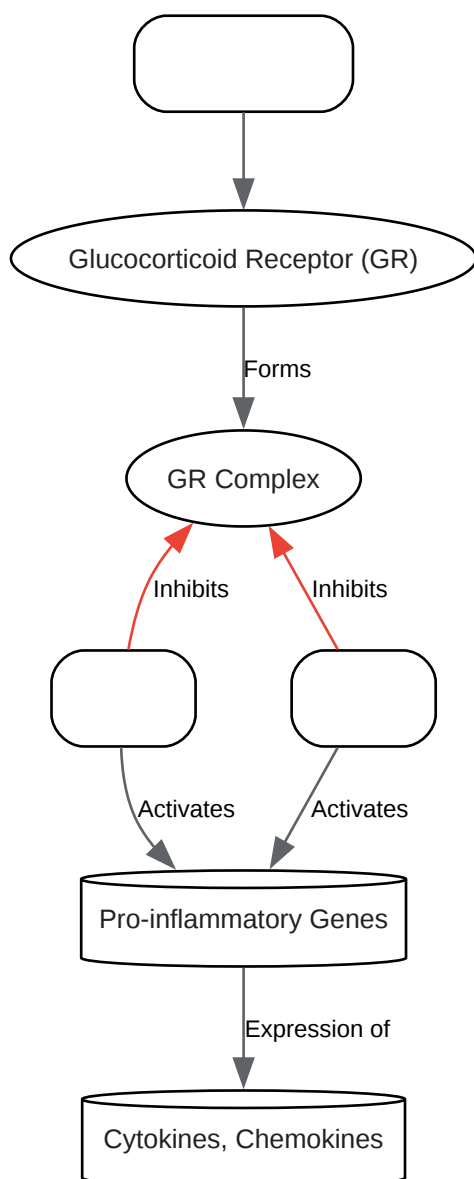 Glucocorticoid Receptor (GR)
Forms
GR Complex
Inhibits
Inhibits
Activates
Activates
Pro-inflammatory Genes
Expression of
Cytokines, Chemokines